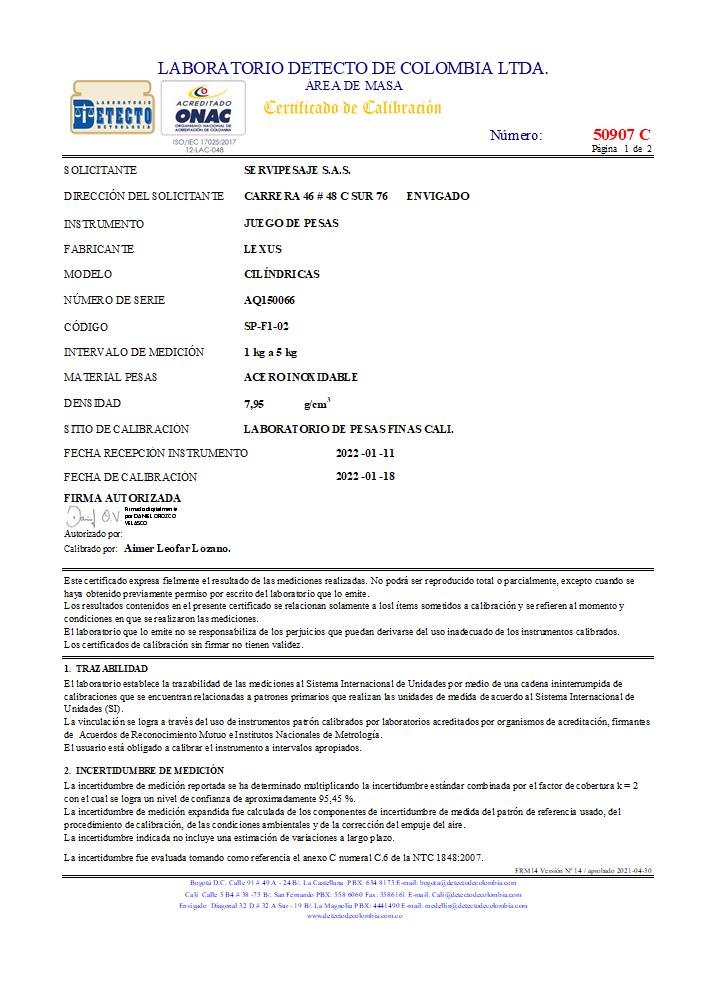 LABORATORIO DETECTO DE COLOMBIA LTDA.
ÁREA DE MASA
Certificado de Calibración
LABORATORIO
DETECTO
METROLOGIA
ACREDITADO
ONAC
ORGANISMO NACIONAL DE
ACREDITACIÓN DE COLOMBIA
ISO/IEC 17025:2017
12-LAC-048
Número: 50907 C
Página 1 de 2
SOLICITANTE SERVIPESAJE S.A.S.
DIRECCIÓN DEL SOLICITANTE CARRERA 46 # 48 C SUR 76 ENVIGADO
INSTRUMENTO JUEGO DE PESAS
FABRICANTE LEXUS
MODELO CILÍNDRICAS
NÚMERO DE SERIE AQ150066
CÓDIGO SP-F1-02
INTERVALO DE MEDICIÓN 1 kg a 5 kg
MATERIAL PESAS ACERO INOXIDABLE
DENSIDAD 7,95 g/cm³
SITIO DE CALIBRACIÓN LABORATORIO DE PESAS FINAS CALI.
FECHA RECEPCIÓN INSTRUMENTO 2022 -01 -11
FECHA DE CALIBRACIÓN 2022 -01 -18
FIRMA AUTORIZADA
Firmado digitalmente
por DANIEL OROZCO
VELASCO
Autorizado por:
Calibrado por: Aimer Leofar Lozano.
Este certificado expresa fielmente el resultado de las mediciones realizadas. No podrá ser reproducido total o parcialmente, excepto cuando se
haya obtenido previamente permiso por escrito del laboratorio que lo emite.
Los resultados contenidos en el presente certificado se relacionan solamente a losl ítems sometidos a calibración y se refieren al momento y
condiciones en que se realizaron las mediciones.
El laboratorio que lo emite no se responsabiliza de los perjuicios que puedan derivarse del uso inadecuado de los instrumentos calibrados.
Los certificados de calibración sin firmar no tienen validez.
1. TRAZABILIDAD
El laboratorio establece la trazabilidad de las mediciones al Sistema Internacional de Unidades por medio de una cadena ininterrumpida de
calibraciones que se encuentran relacionadas a patrones primarios que realizan las unidades de medida de acuerdo al Sistema Internacional de
Unidades (SI).
La vinculación se logra a través del uso de instrumentos patrón calibrados por laboratorios acreditados por organismos de acreditación, firmantes
de Acuerdos de Reconocimiento Mutuo e Institutos Nacionales de Metrología.
El usuario está obligado a calibrar el instrumento a intervalos apropiados.
2. INCERTIDUMBRE DE MEDICIÓN
La incertidumbre de medición reportada se ha determinado multiplicando la incertidumbre estándar combinada por el factor de cobertura k = 2
con el cual se logra un nivel de confianza de aproximadamente 95,45 %.
La incertidumbre de medición expandida fue calculada de los componentes de incertidumbre de medida del patrón de referencia usado, del
procedimiento de calibración, de las condiciones ambientales y de la corrección del empuje del aire.
La incertidumbre indicada no incluye una estimación de variaciones a largo plazo.
La incertidumbre fue evaluada tomando como referencia el anexo C numeral C.6 de la NTC 1848:2007.
FRM14 Versión N° 14 / aprobado 2021-04-30
Bogotá D.C. Calle 91 # 49 A - 24 B/. La Castellana PBX: 634 8173 E-mail: bogota@detectodecolombia.com
Cali Calle 5 B4 # 38 -75 B/. San Fernando PBX: 558 6060 Fax: 5586161 E-mail: Cali@detectodecolombia.com
Envigado Diagonal 32 D # 32 A Sur - 19 B/. La Magnolia PBX: 4441490 E-mail: medellin@detectodecolombia.com
www.detectodecolombia.com.co